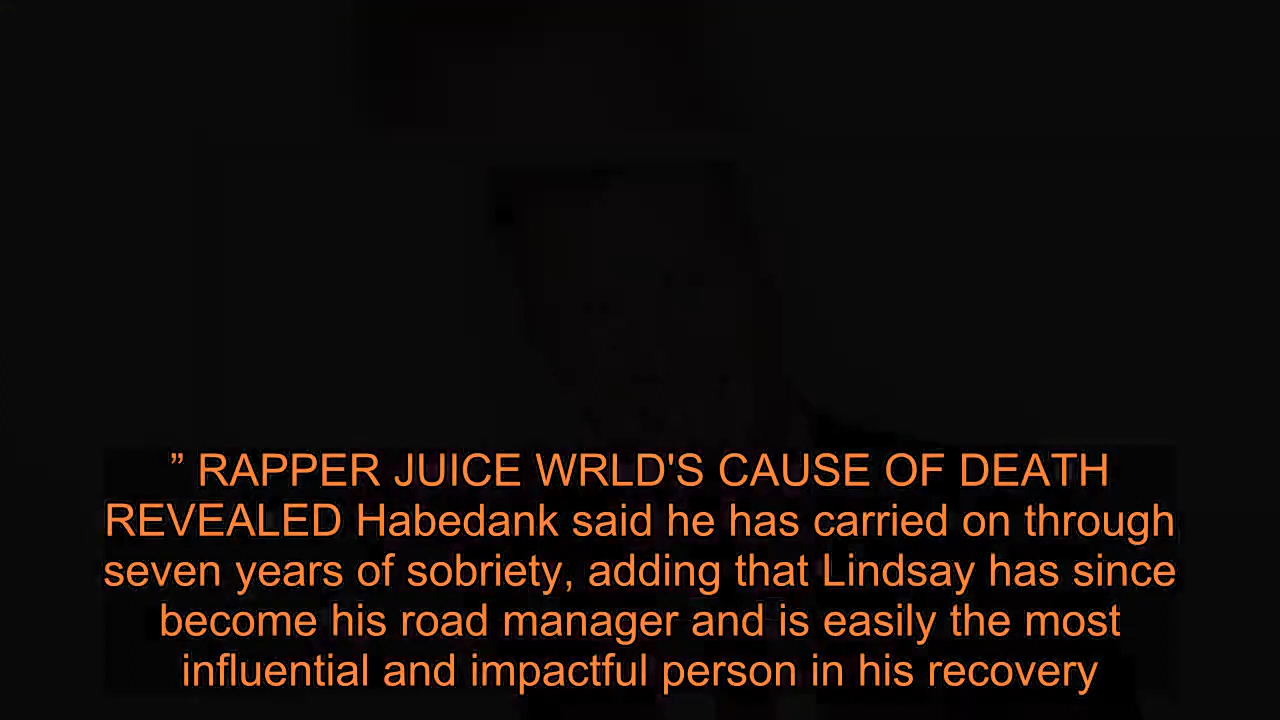 ” RAPPER JUICE WRLD'S CAUSE OF DEATH
REVEALED Habedank said he has carried on through
seven years of sobriety, adding that Lindsay has since
become his road manager and is easily the most
influential and impactful person in his recovery